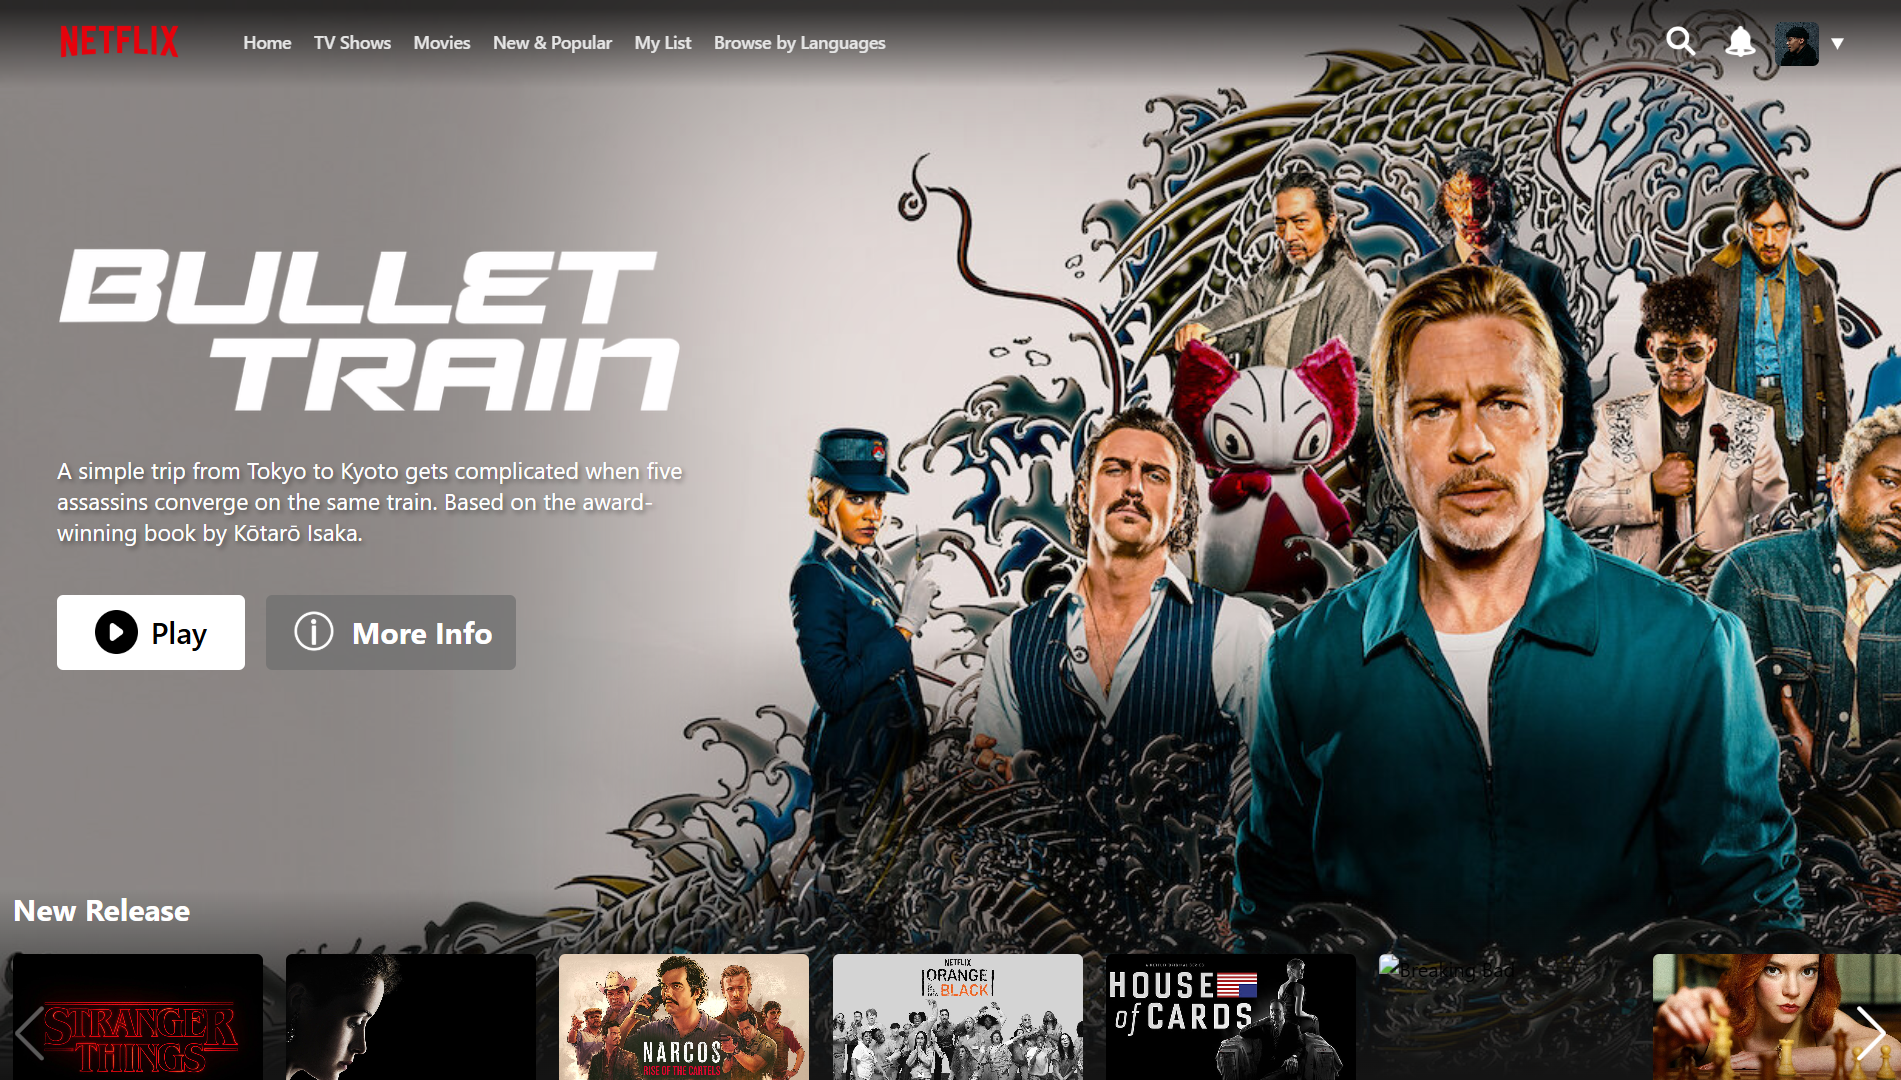 NETFLIX
Home
TV Shows
Movies
New & Popular
My List
Browse by Languages
BULLET
TRAIN
A simple trip from Tokyo to Kyoto gets complicated when five
assassins converge on the same train. Based on the award-
winning book by Kōtarō Isaka.
Play
More Info
New Release
STRANGER
THINGS
NARCOS
RISE OF THE CARTELS
NETFLIX
ORANGE
BLACK
A NETFLIX ORIGINAL SERIES
HOUSE
of CARDS
Breaking Bad